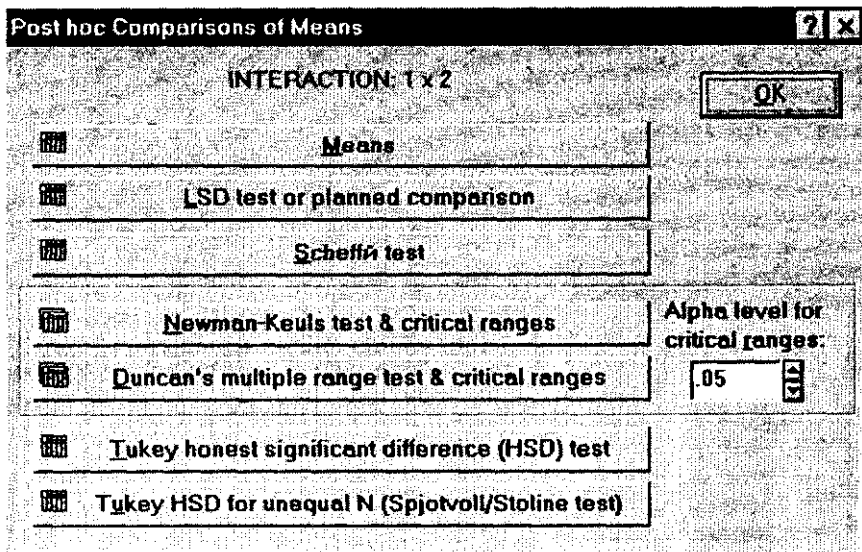 Post hoc Comparisons of Means
INTERACTION: 1 x 2
OK
Means
LSD test or planned comparison
Scheffй test
Newman-Keuls test & critical ranges
Alpha level for
critical ranges:
Duncan's multiple range test & critical ranges
.05
Tukey honest significant difference (HSD) test
Tukey HSD for unequal N (Spjotvoll/Stoline test)